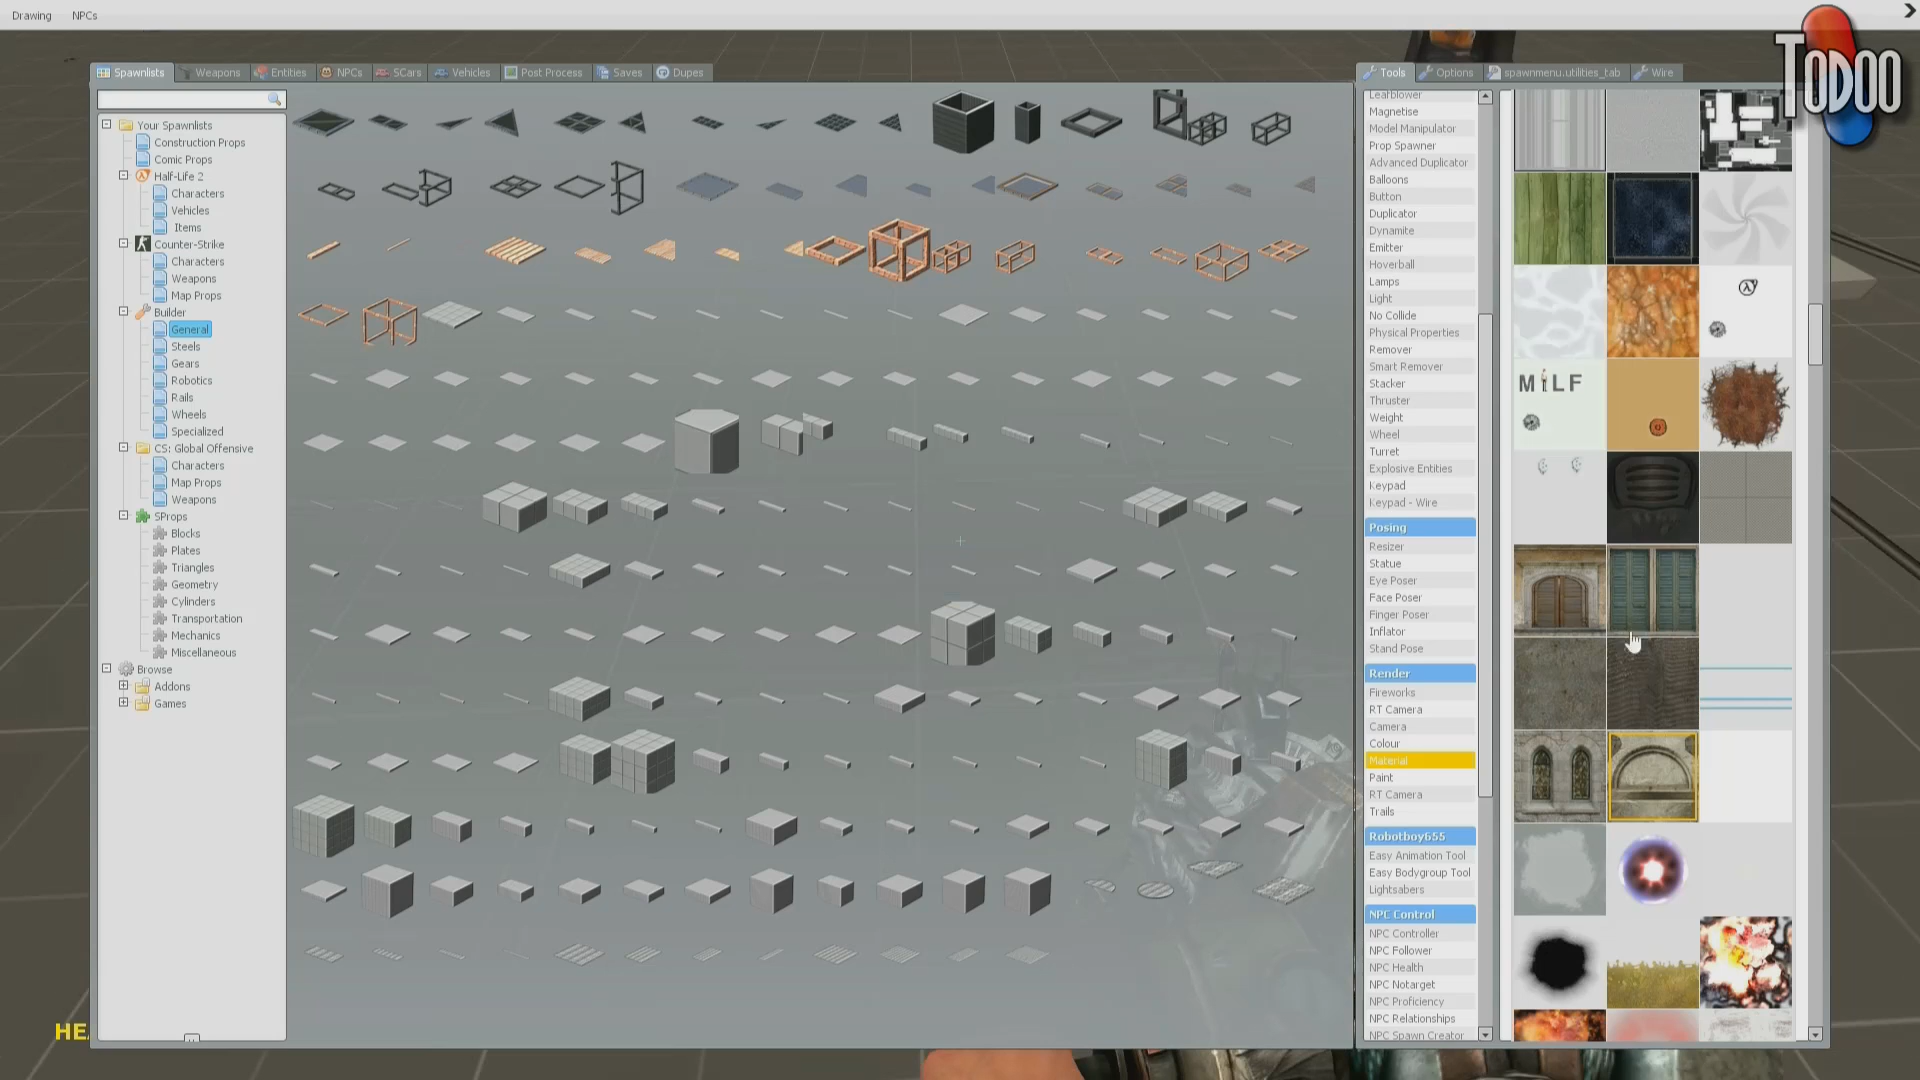 Drawing NPCs
TODOO
Spawnlists Weapons Entities NPCs SCars Vehicles Post Process Saves Dupes
Tools Options spawnmenu.utilities_tab Wire
Your Spawnlists
Construction Props
Comic Props
Half-Life 2
Characters
Vehicles
Items
Counter-Strike
Characters
Weapons
Map Props
Builder
General
Steels
Gears
Robotics
Rails
Wheels
Specialized
CS: Global Offensive
Characters
Map Props
Weapons
SProps
Blocks
Plates
Triangles
Geometry
Cylinders
Transportation
Mechanics
Miscellaneous
Browse
Addons
Games
HEA
Leafblower
Magnetise
Model Manipulator
Prop Spawner
Advanced Duplicator
Balloons
Button
Duplicator
Dynamite
Emitter
Hoverball
Lamps
Light
No Collide
Physical Properties
Remover
Smart Remover
Stacker
Thruster
Weight
Wheel
Turret
Explosive Entities
Keypad
Keypad - Wire
Posing
Resizer
Statue
Eye Poser
Face Poser
Finger Poser
Inflator
Stand Pose
Render
Fireworks
RT Camera
Camera
Colour
Material
Paint
RT Camera
Trails
Robotboy655
Easy Animation Tool
Easy Bodygroup Tool
Lightsabers
NPC Control
NPC Controller
NPC Follower
NPC Health
NPC Notarget
NPC Proficiency
NPC Relationships
NPC Spawn Creator
MILF